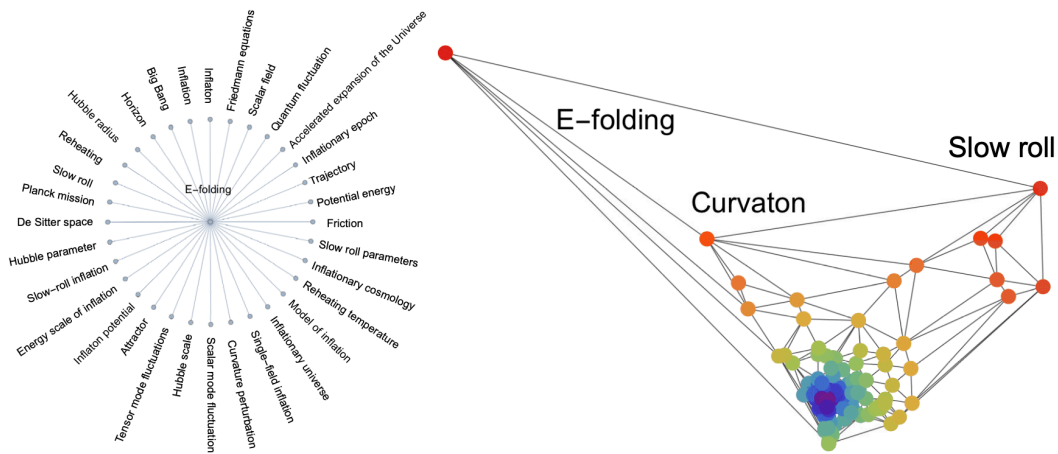 E−folding
Inflaton
Friedmann equations
Scalar field
Quantum fluctuation
Accelerated expansion of the Universe
Inflationary epoch
Trajectory
Potential energy
Friction
Slow roll parameters
Inflationary cosmology
Reheating temperature
Model of inflation
Inflationary universe
Single−field inflation
Curvature perturbation
Scalar mode fluctuation
Hubble scale
Tensor mode fluctuations
Attractor
Inflaton potential
Energy scale of inflation
Slow−roll inflation
Hubble parameter
De Sitter space
Planck mission
Slow roll
Reheating
Hubble radius
Horizon
Big Bang
Inflation
E−folding
Slow roll
Curvaton